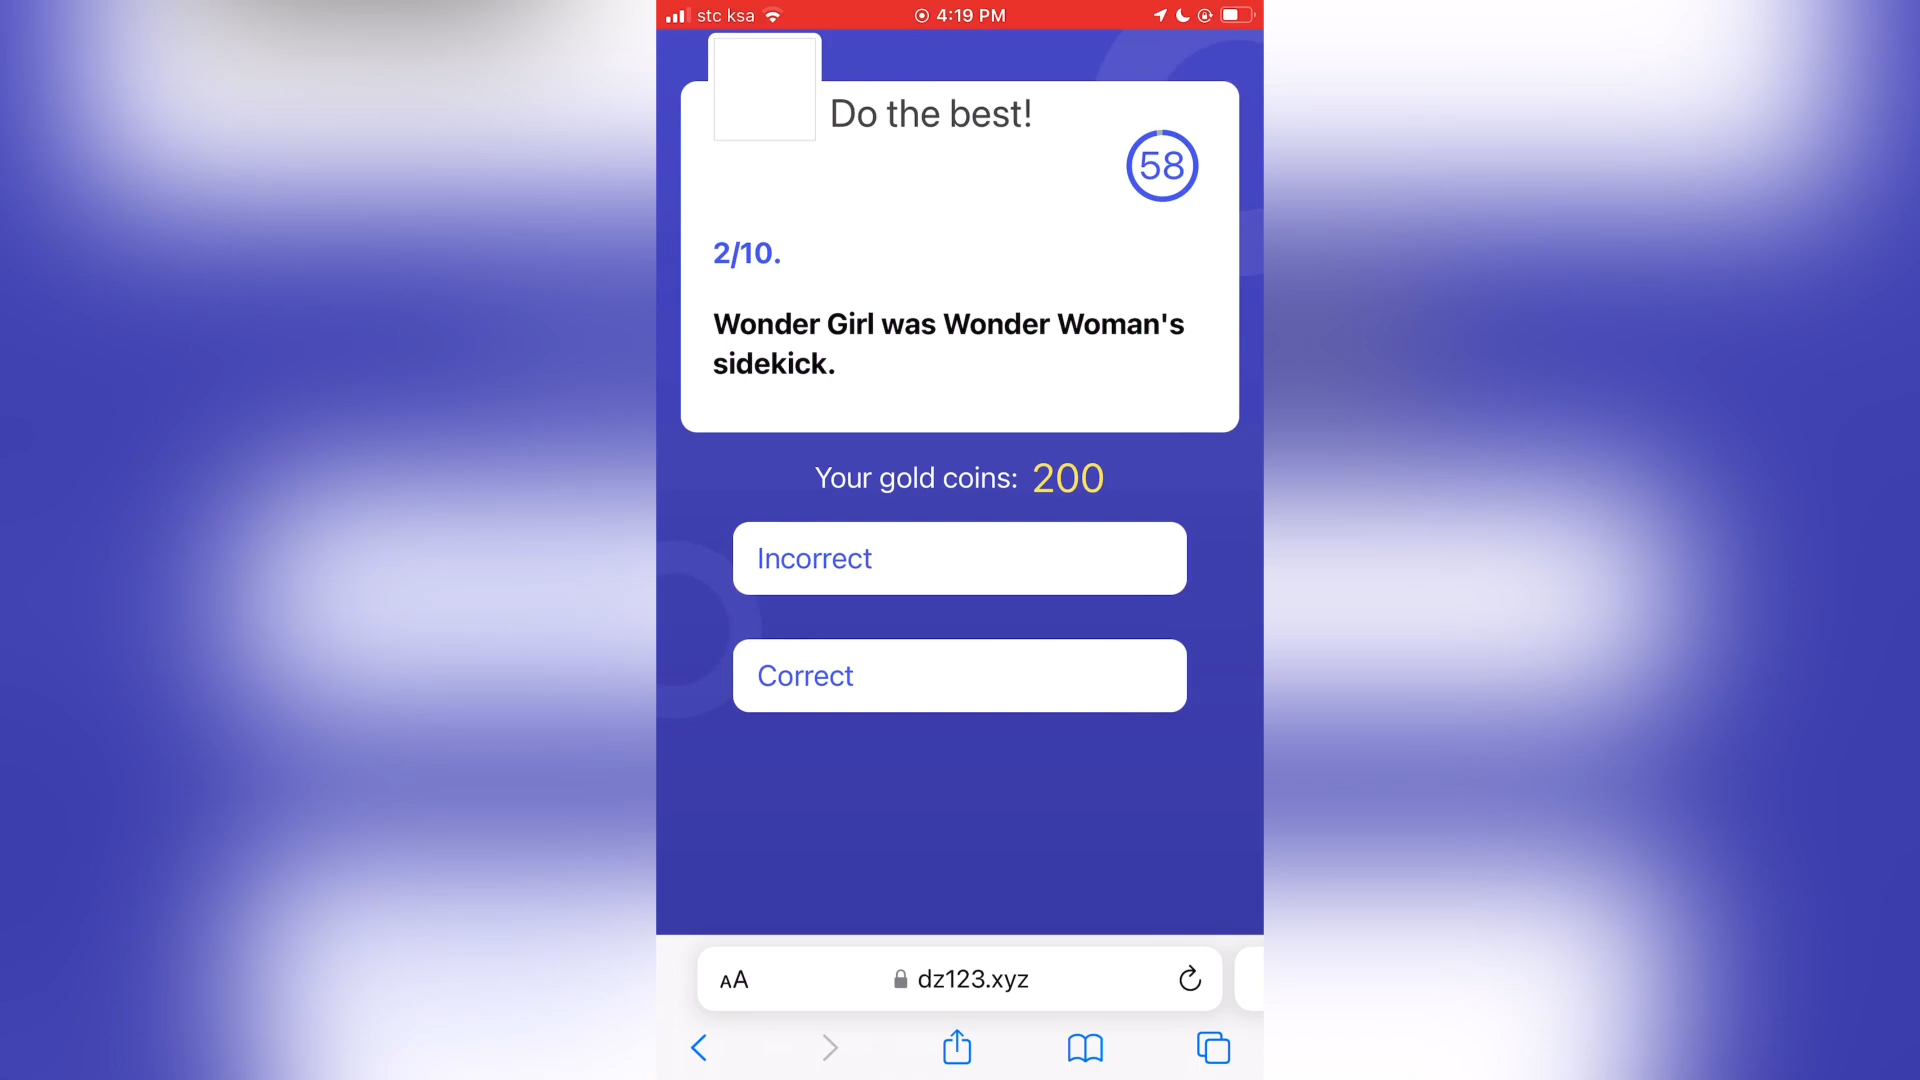 stc ksa
4:19 PM
Do the best!
58
2/10.
Wonder Girl was Wonder Woman's
sidekick.
Your gold coins: 200
Incorrect
Correct
AA
dz123.xyz